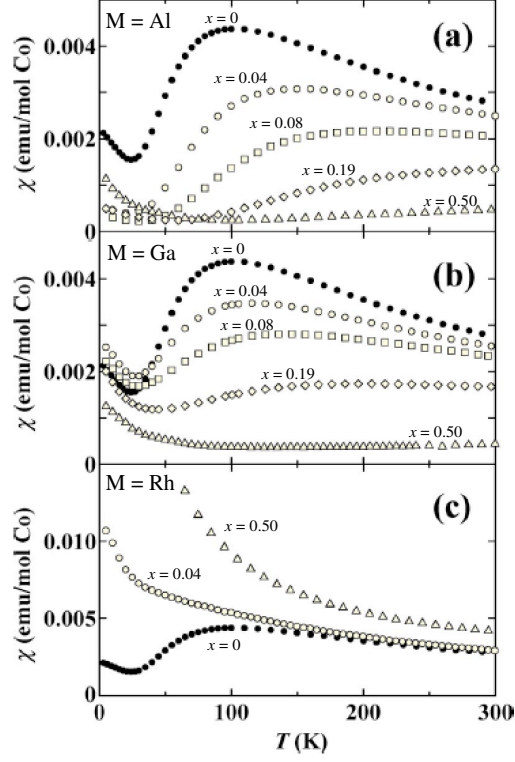 M = Al
x = 0
(a)
0.004
x = 0.04
x = 0.08
0.002
x = 0.19
x = 0.50
0
χ (emu/mol Co)
M = Ga
x = 0
(b)
0.004
x = 0.04
x = 0.08
0.002
x = 0.19
x = 0.50
0
χ (emu/mol Co)
M = Rh
(c)
x = 0.50
0.010
x = 0.04
0.005
x = 0
0
χ (emu/mol Co)
0 100 200 300
T (K)